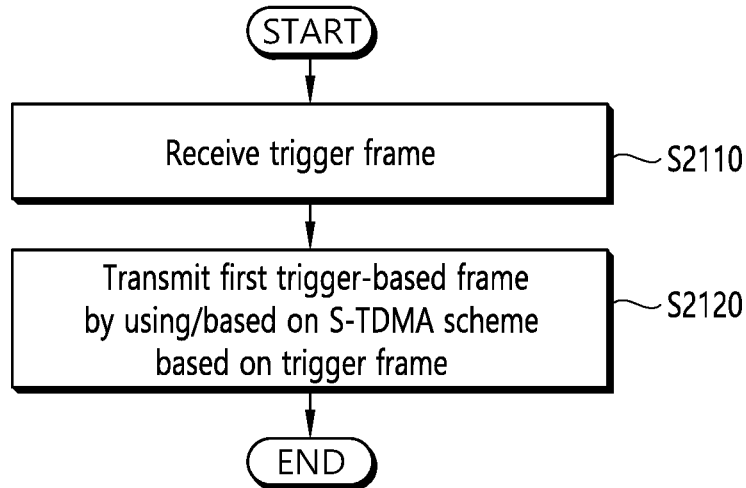 START
Receive trigger frame
S2110
Transmit first trigger-based frame
by using/based on S-TDMA scheme
based on trigger frame
S2120
END